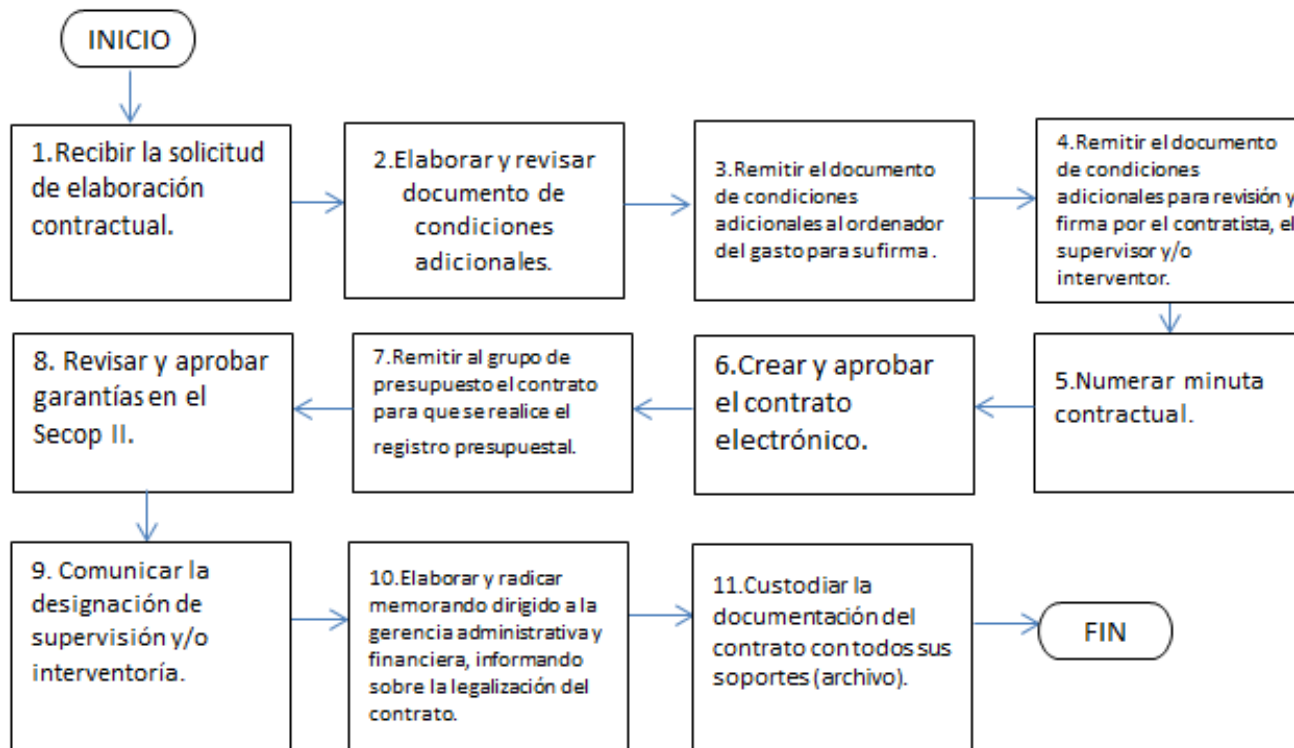 INICIO
1.Recibir la solicitud
de elaboración
contractual.
2.Elaborar y revisar
documento de
condiciones
adicionales.
3.Remitir el documento
de condiciones
adicionales al ordenador
del gasto para su firma .
4.Remitir el documento
de condiciones
adicionales para revisión y
firma por el contratista, el
supervisor y/o
interventor.
5.Numerar minuta
contractual.
6.Crear y aprobar
el contrato
electrónico.
7.Remitir al grupo de
presupuesto el contrato
para que se realice el
registro presupuestal.
8. Revisar y aprobar
garantías en el
Secop II.
9. Comunicar la
designación de
supervisión y/o
interventoría.
10.Elaborar y radicar
memorando dirigido a la
gerencia administrativa y
financiera, informando
sobre la legalización del
contrato.
11.Custodiar la
documentación del
contrato con todos sus
soportes (archivo).
FIN